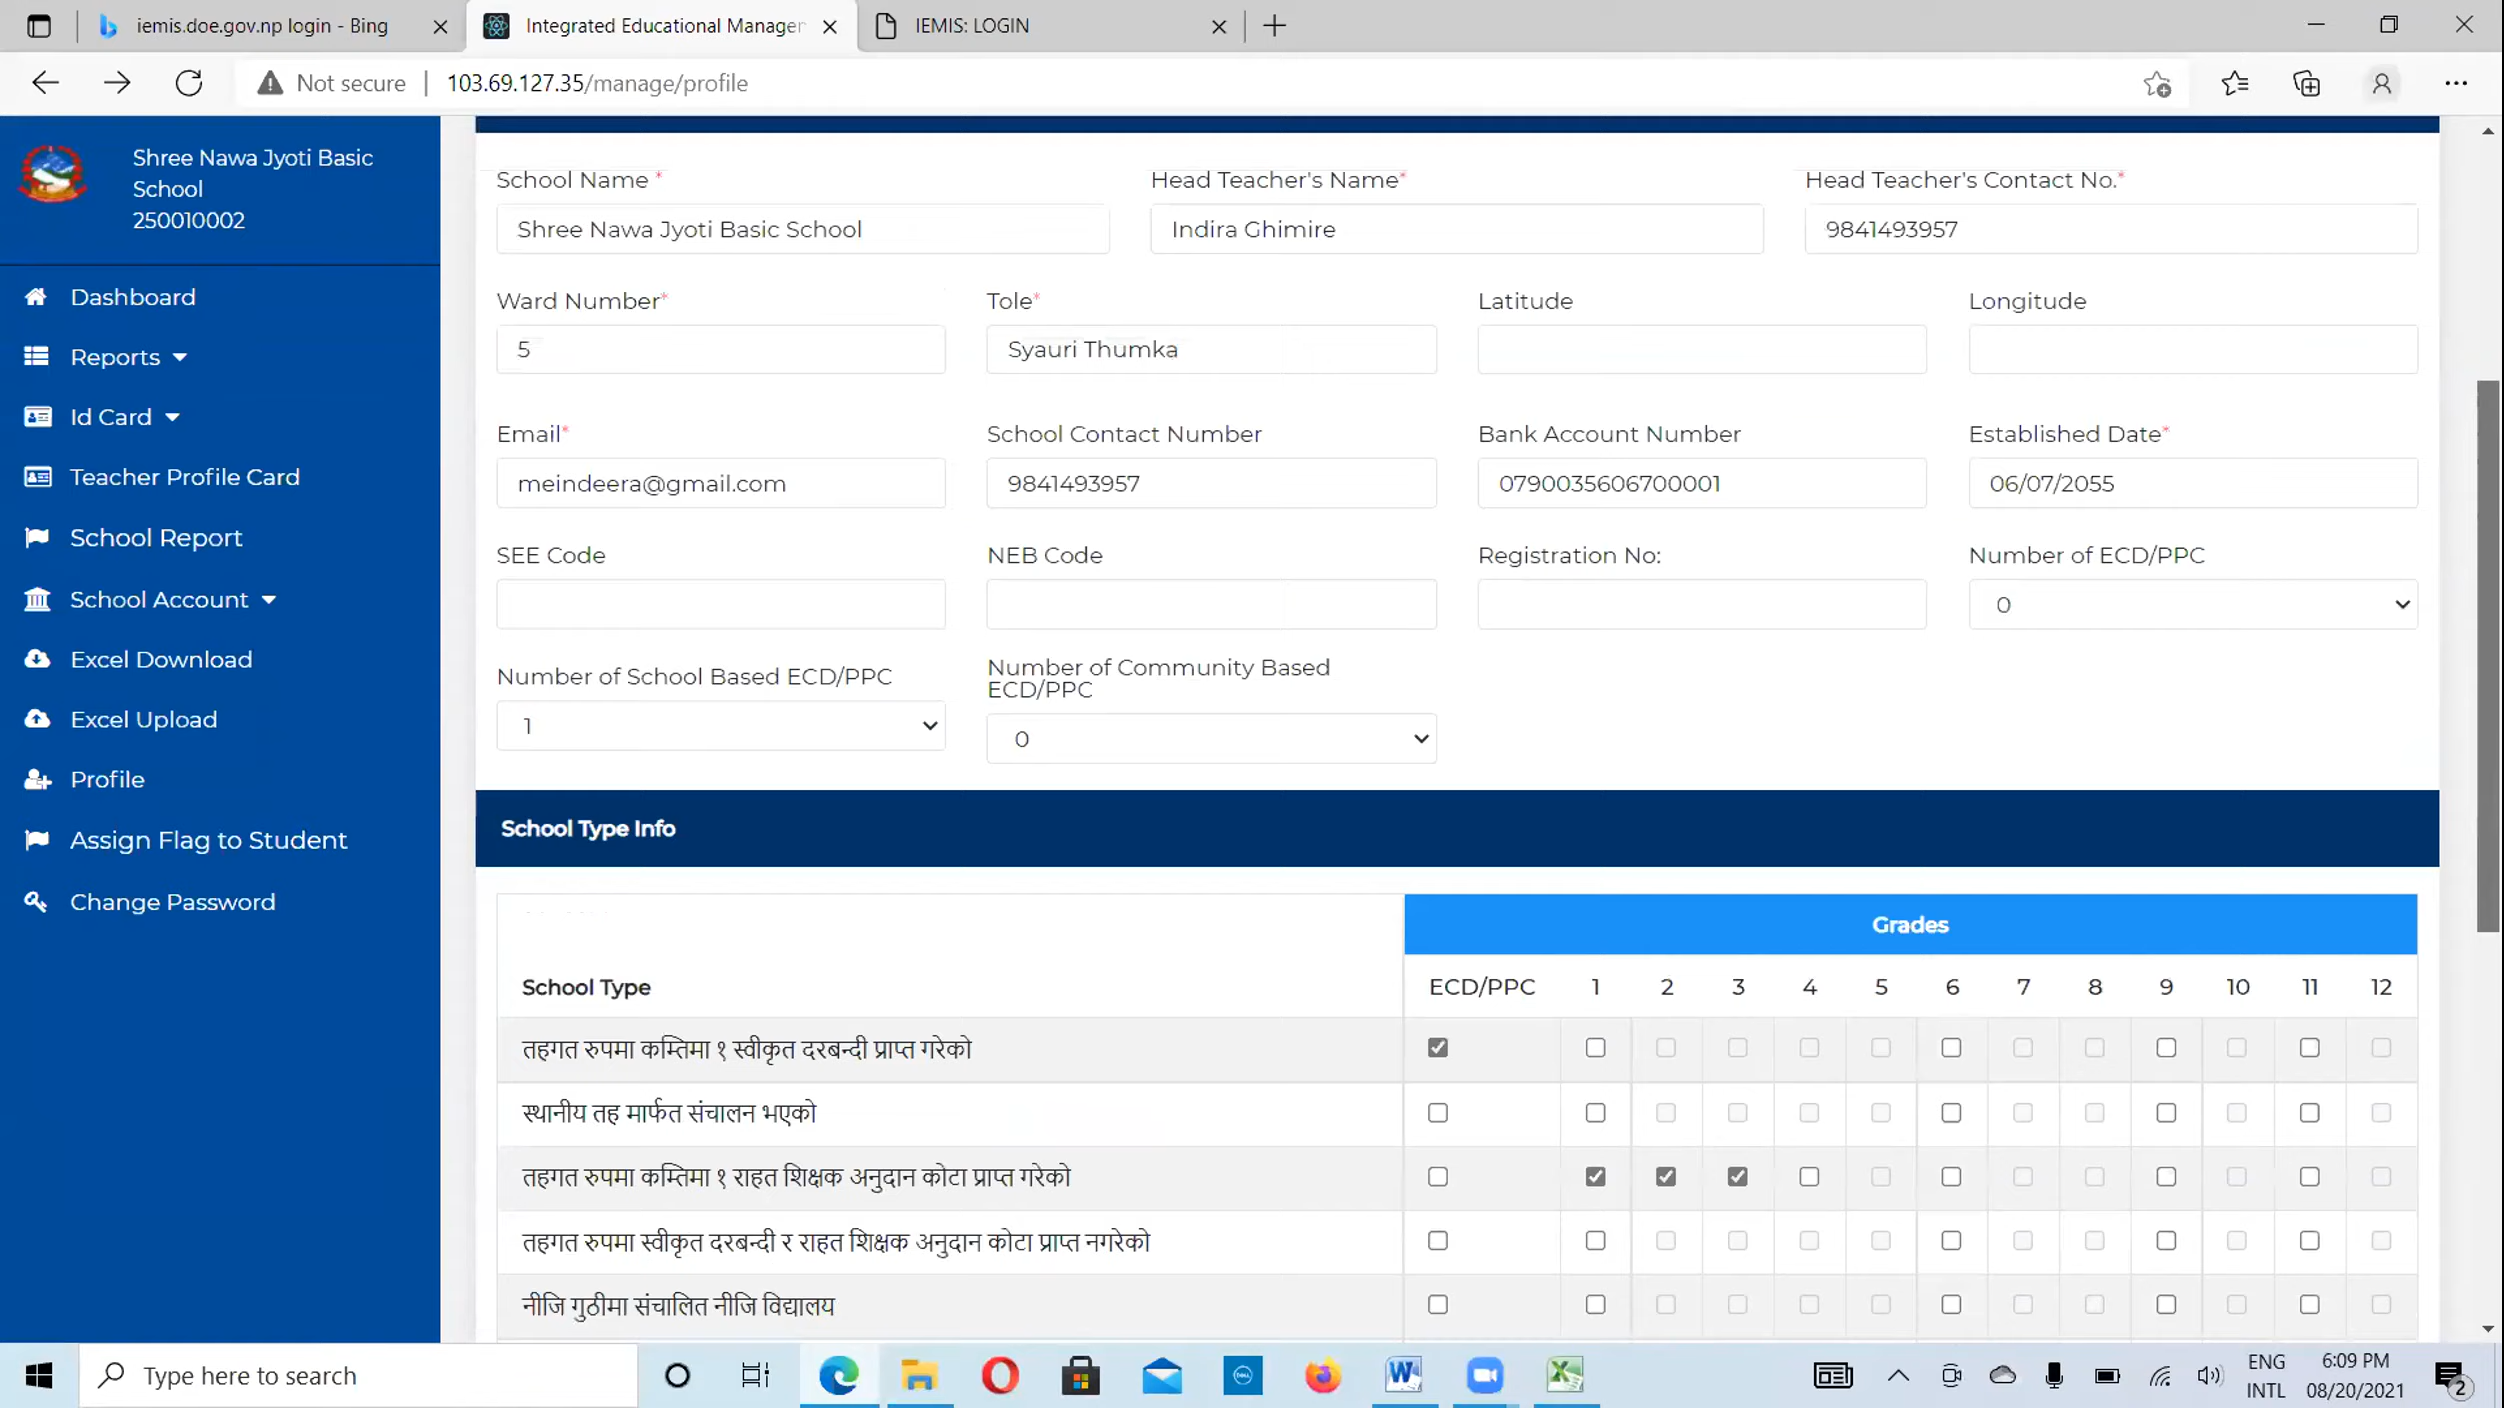 iemis.doe.gov.np login - Bing
Integrated Educational Manager
IEMIS: LOGIN
Not secure
103.69.127.35/manage/profile
Shree Nawa Jyoti Basic
School
250010002
Dashboard
Reports
Id Card
Teacher Profile Card
School Report
School Account
Excel Download
Excel Upload
Profile
Assign Flag to Student
Change Password
School Name * Head Teacher's Name* Head Teacher's Contact No.*
Shree Nawa Jyoti Basic School Indira Ghimire 9841493957
Ward Number* Tole* Latitude Longitude
5 Syauri Thumka
Email* School Contact Number Bank Account Number Established Date*
meindeera@gmail.com 9841493957 0790035606700001 06/07/2055
SEE Code NEB Code Registration No: Number of ECD/PPC
0
Number of School Based ECD/PPC
Number of Community Based
ECD/PPC
1
0
School Type Info
Grades
School Type ECD/PPC 1 2 3 4 5 6 7 8 9 10 11 12
तहगत रुपमा कम्तिमा १ स्वीकृत दरबन्दी प्राप्त गरेको
स्थानीय तह मार्फत संचालन भएको
तहगत रुपमा कम्तिमा १ राहत शिक्षक अनुदान कोटा प्राप्त गरेको
तहगत रुपमा स्वीकृत दरबन्दी र राहत शिक्षक अनुदान कोटा प्राप्त नगरेको
नीजि गुठीमा संचालित नीजि विद्यालय
Type here to search
ENG
INTL
6:09 PM
08/20/2021
2